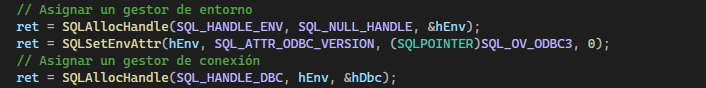 // Asignar un gestor de entorno
ret = SQLAllocHandle(SQL_HANDLE_ENV, SQL_NULL_HANDLE, &hEnv);
ret = SQLSetEnvAttr(hEnv, SQL_ATTR_ODBC_VERSION, (SQLPOINTER)SQL_OV_ODBC3, 0);
// Asignar un gestor de conexión
ret = SQLAllocHandle(SQL_HANDLE_DBC, hEnv, &hDbc);